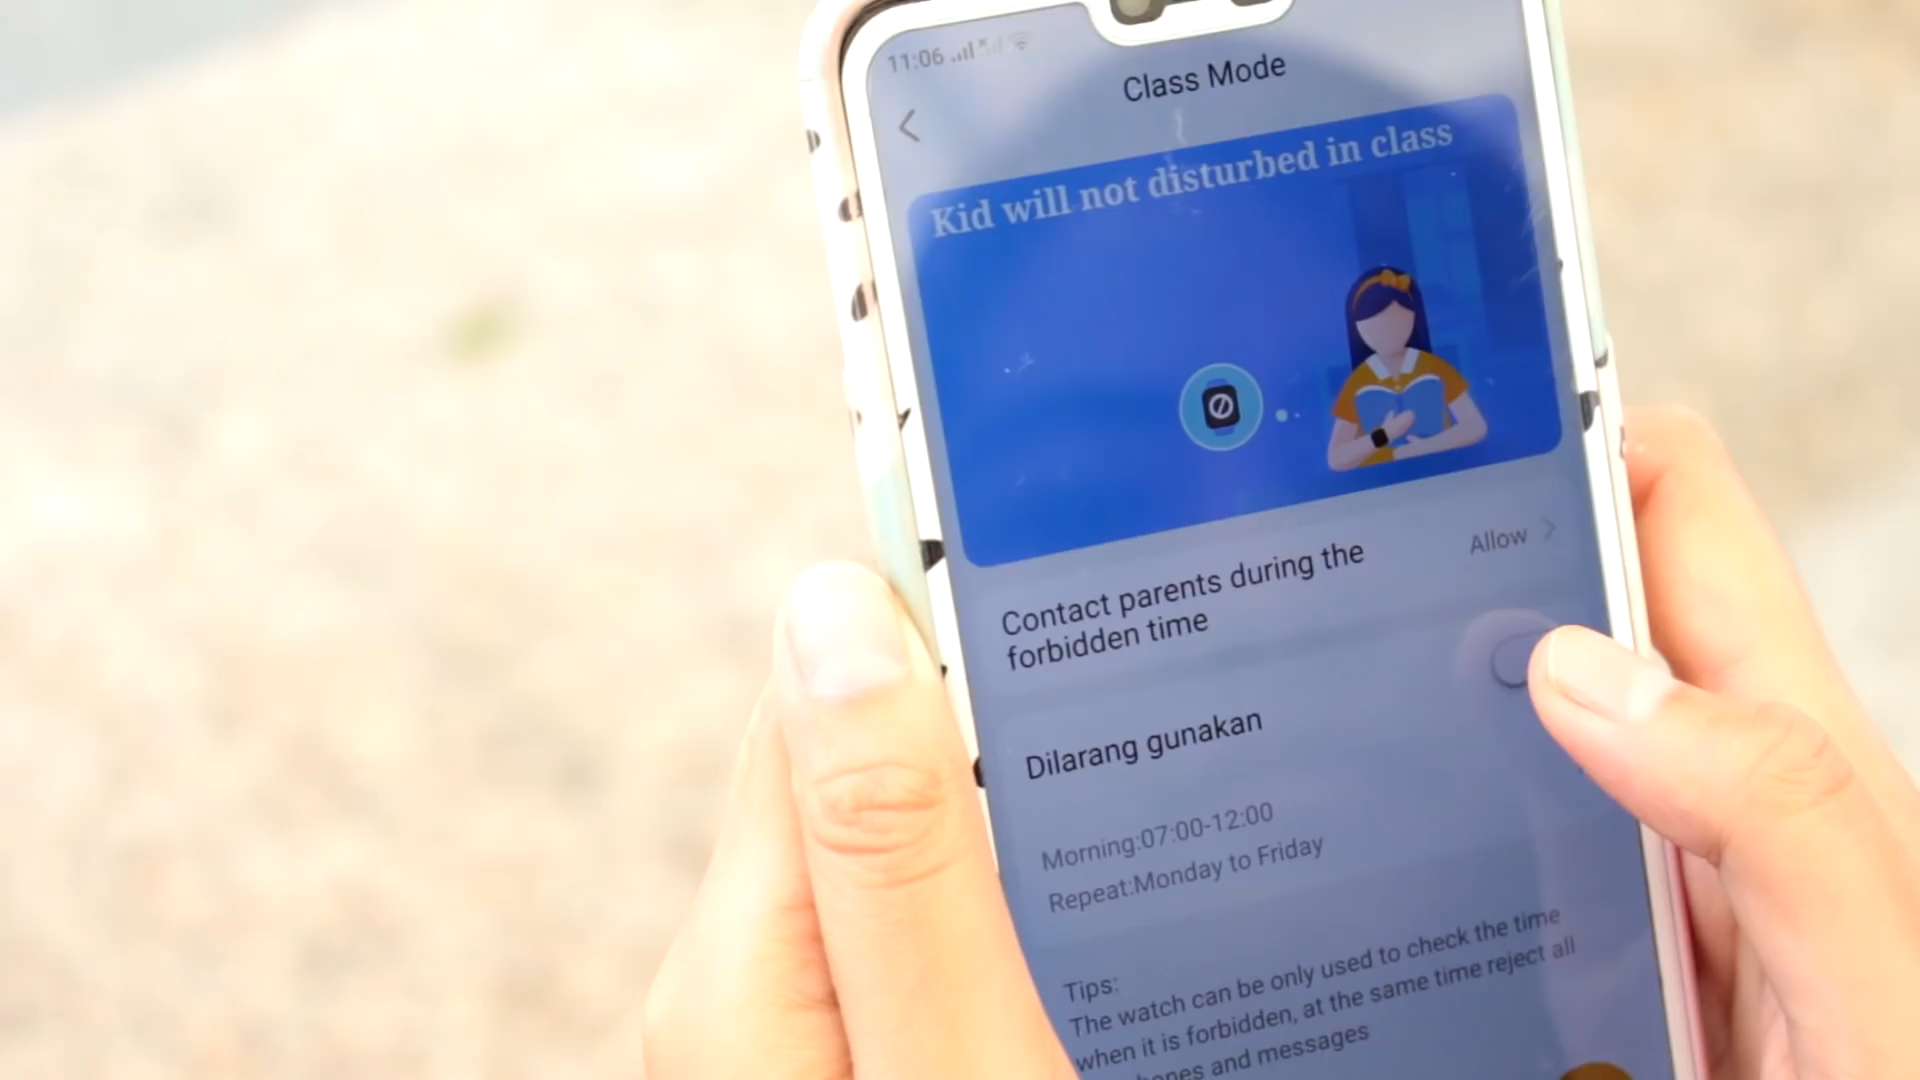 11:06
Class Mode
Kid will not disturbed in class
Contact parents during the
Allow
forbidden time
Dilarang gunakan
Morning:07:00-12:00
Repeat:Monday to Friday
Tips:
The watch can be only used to check the time
when it is forbidden, at the same time reject all
and messages